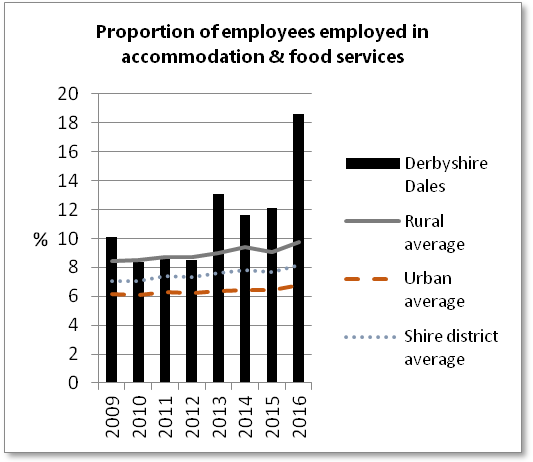 Proportion of employees employed in
accommodation & food services
20
18
16
14
12
10
8
6
4
2
0
%
2009
2010
2011
2012
2013
2014
2015
2016
Derbyshire
Dales
Rural
average
Urban
average
Shire district
average